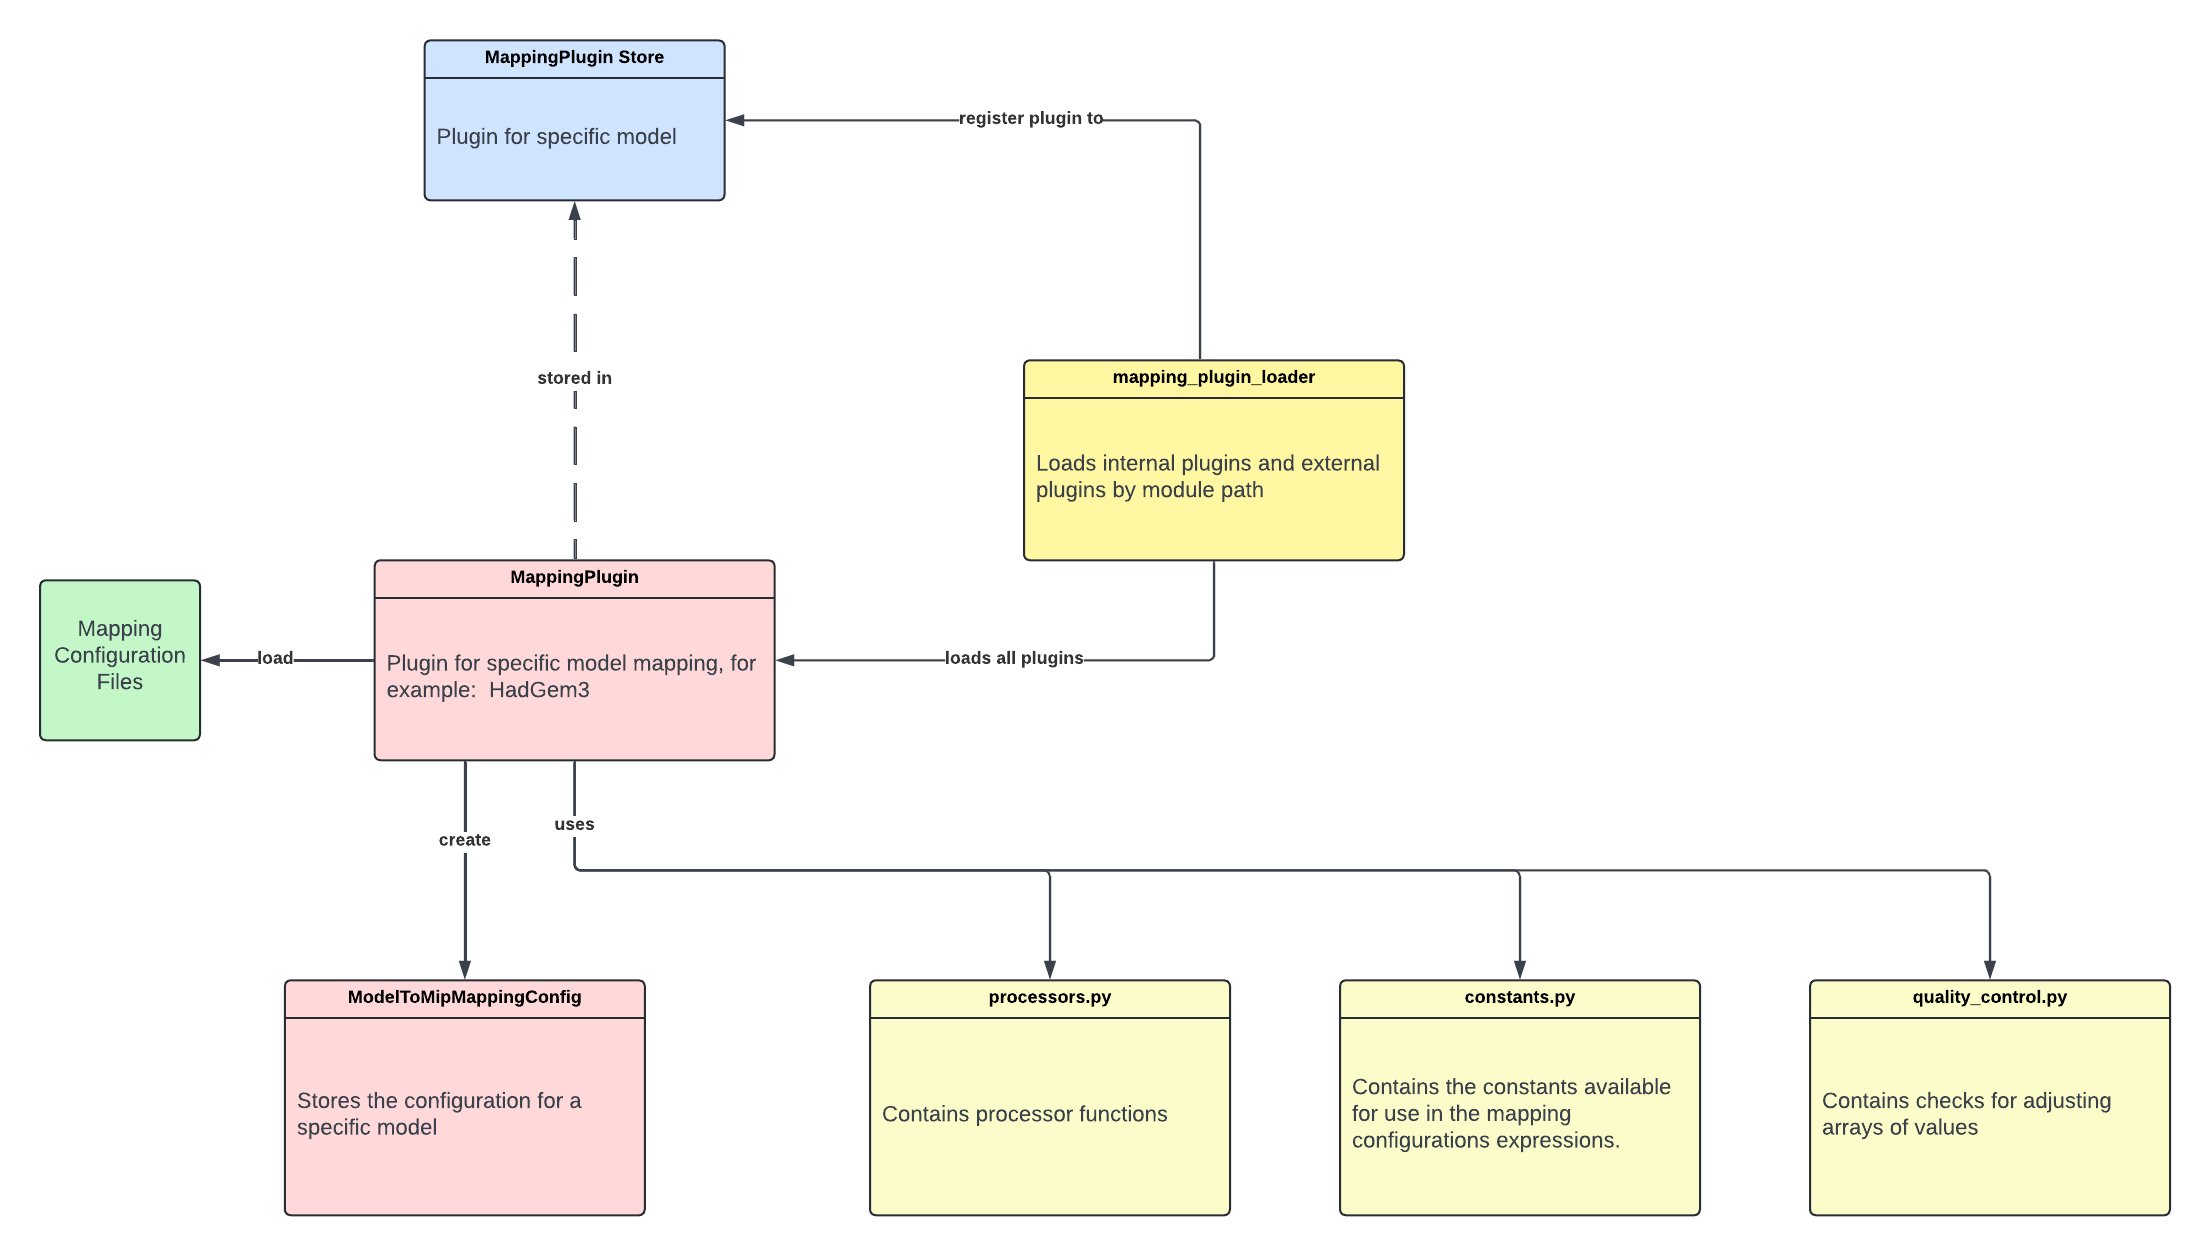 MappingPlugin Store
Plugin for specific model
register plugin to
stored in
mapping_plugin_loader
Loads internal plugins and external
plugins by module path
Mapping
Configuration
Files
load
MappingPlugin
Plugin for specific model mapping, for
example:  HadGem3
loads all plugins
create
uses
ModelToMipMappingConfig
Stores the configuration for a
specific model
processors.py
Contains processor functions
constants.py
Contains the constants available
for use in the mapping
configurations expressions.
quality_control.py
Contains checks for adjusting
arrays of values